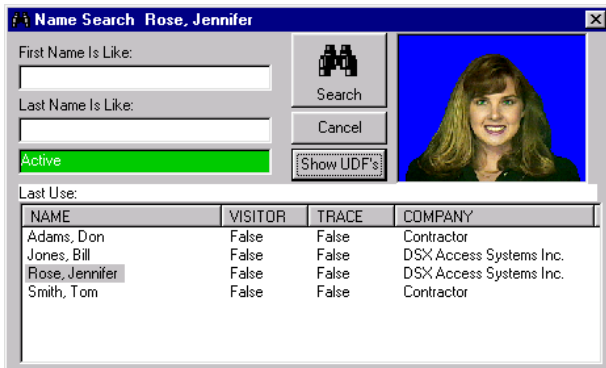 Name Search Rose, Jennifer
First Name Is Like:
Last Name Is Like:
Active
Search
Cancel
Show UDF's
Last Use:
NAME VISITOR TRACE COMPANY
Adams, Don False False Contractor
Jones, Bill False False DSX Access Systems Inc.
Rose, Jennifer False False DSX Access Systems Inc.
Smith, Tom False False Contractor